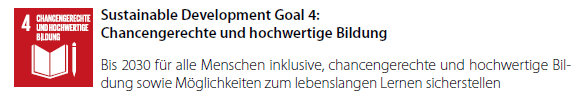 4 CHANCENGERECHTE
UND HOCHWERTIGE
BILDUNG
Sustainable Development Goal 4:
Chancengerechte und hochwertige Bildung
Bis 2030 für alle Menschen inklusive, chancengerechte und hochwertige Bil-
dung sowie Möglichkeiten zum lebenslangen Lernen sicherstellen